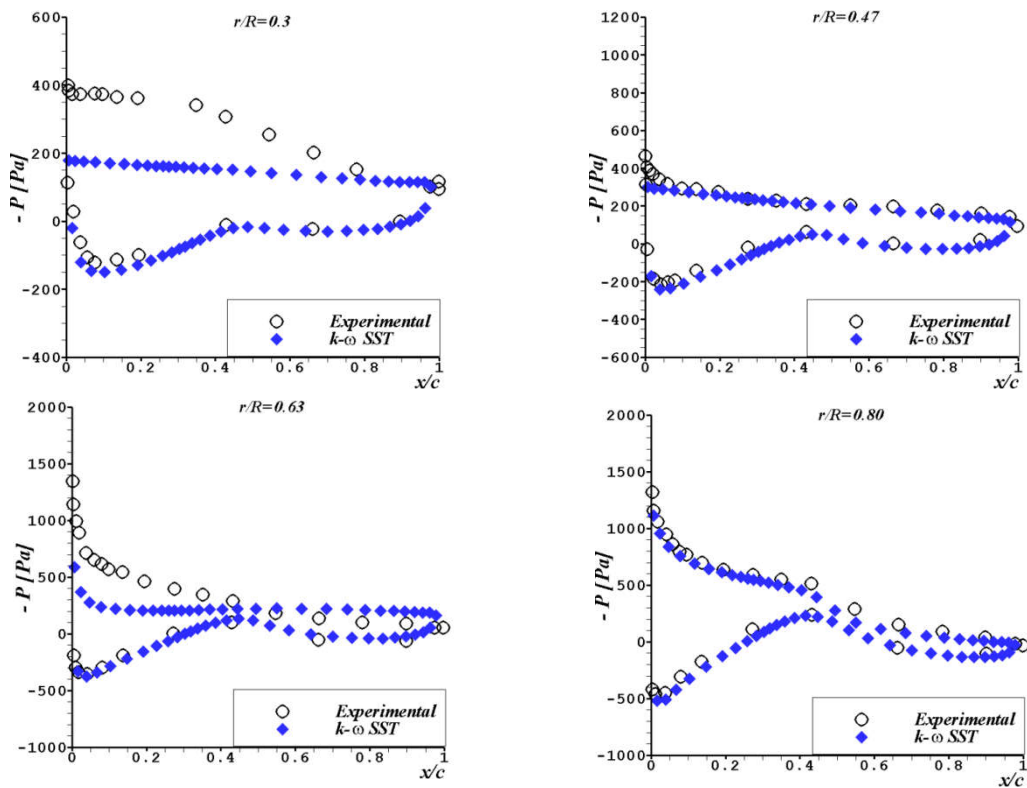 r/R=0.3
- P [Pa]
600
400
200
0
-200
-400
0
0.2
0.4
0.6
0.8
1
x/c
Experimental
k-ω SST
r/R=0.47
- P [Pa]
1200
1000
800
600
400
200
0
-200
-400
-600
0
0.2
0.4
0.6
0.8
1
x/c
Experimental
k-ω SST
r/R=0.63
- P [Pa]
2000
1500
1000
500
0
-500
-1000
0
0.2
0.4
0.6
0.8
1
x/c
Experimental
k-ω SST
r/R=0.80
- P [Pa]
2000
1500
1000
500
0
-500
-1000
0
0.2
0.4
0.6
0.8
1
x/c
Experimental
k-ω SST